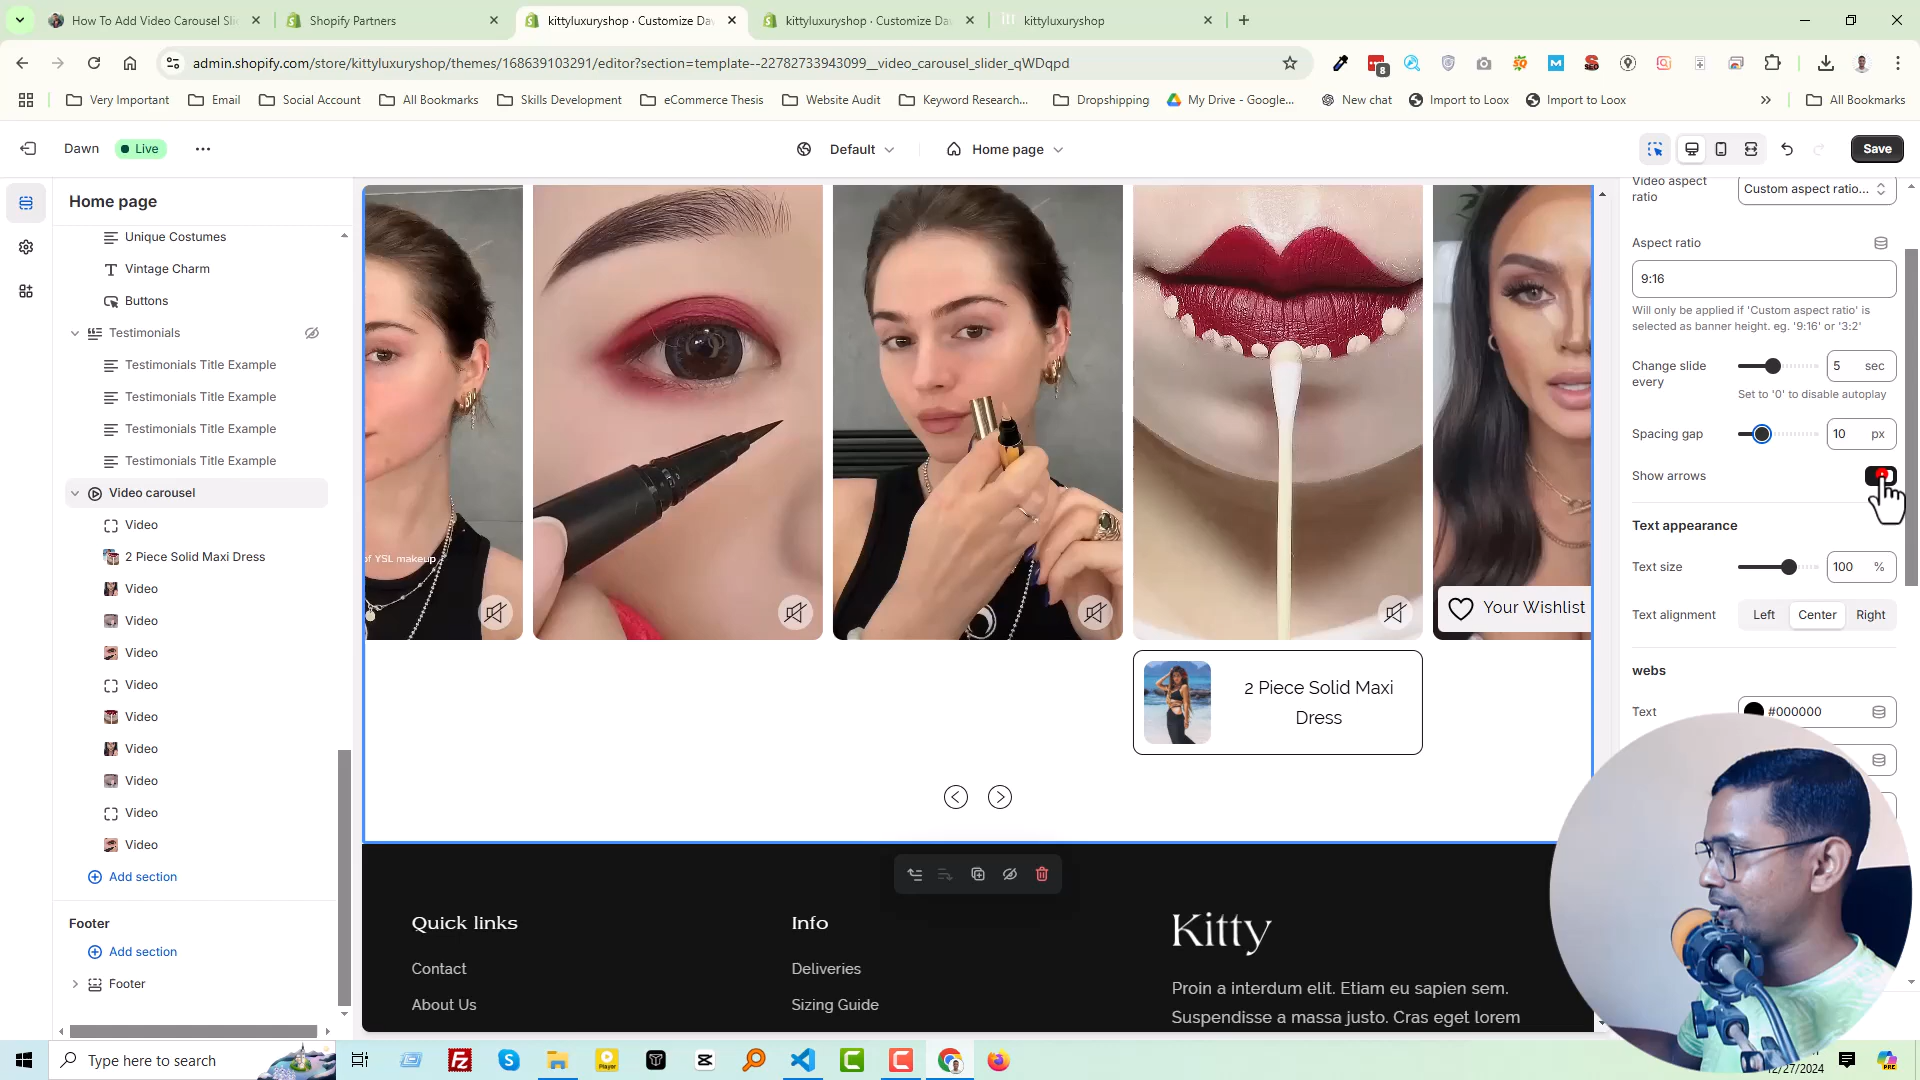 How To Add Video Carousel Sli
Shopify Partners
kittyluxuryshop · Customize Da
kittyluxuryshop · Customize Da
kittyluxuryshop
admin.shopify.com/store/kittyluxuryshop/themes/168639103291/editor?section=template--22782733943099__video_carousel_slider_qWDqpd
8
Very Important
Email
Social Account
All Bookmarks
Skills Development
eCommerce Thesis
Website Audit
Keyword Research...
Dropshipping
My Drive - Google...
New chat
Import to Loox
Import to Loox
»
All Bookmarks
Dawn
Live
Default
Home page
Save
Home page
Unique Costumes
Vintage Charm
Buttons
Testimonials
Testimonials Title Example
Testimonials Title Example
Testimonials Title Example
Testimonials Title Example
Video carousel
Video
2 Piece Solid Maxi Dress
Video
Video
Video
Video
Video
Video
Video
Video
Video
Add section
Footer
Add section
Footer
of YSL makeup
Your Wishlist
2 Piece Solid Maxi
Dress
Quick links
Contact
About Us
Info
Deliveries
Sizing Guide
Kitty
Proin a interdum elit. Etiam eu sapien sem.
Suspendisse a massa justo. Cras eget lorem
Video aspect
ratio
Custom aspect ratio...
Aspect ratio
9:16
Will only be applied if 'Custom aspect ratio' is
selected as banner height. eg. '9:16' or '3:2'
Change slide
every
5 sec
Set to '0' to disable autoplay
Spacing gap
10 px
Show arrows
Text appearance
Text size
100 %
Text alignment
Left
Center
Right
webs
Text
#000000
Type here to search
12/27/2024